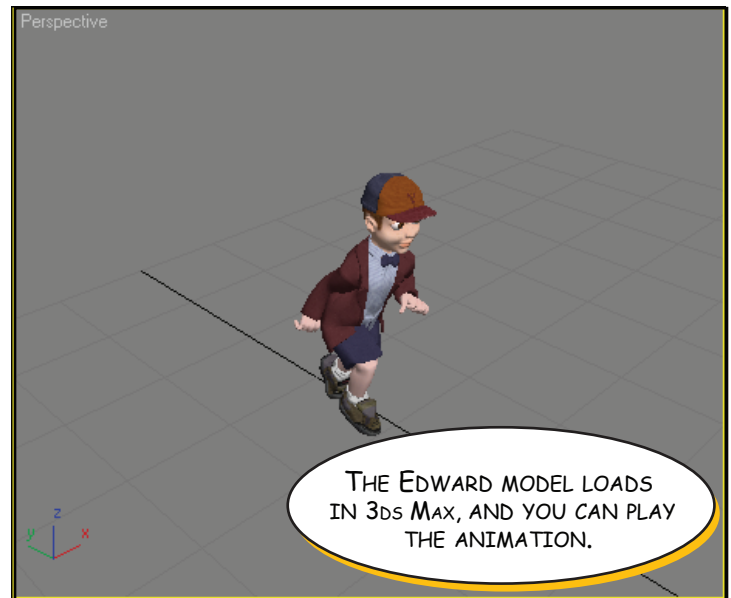 Perspective
z
y x
THE EDWARD MODEL LOADS
IN 3DS MAX, AND YOU CAN PLAY
THE ANIMATION.